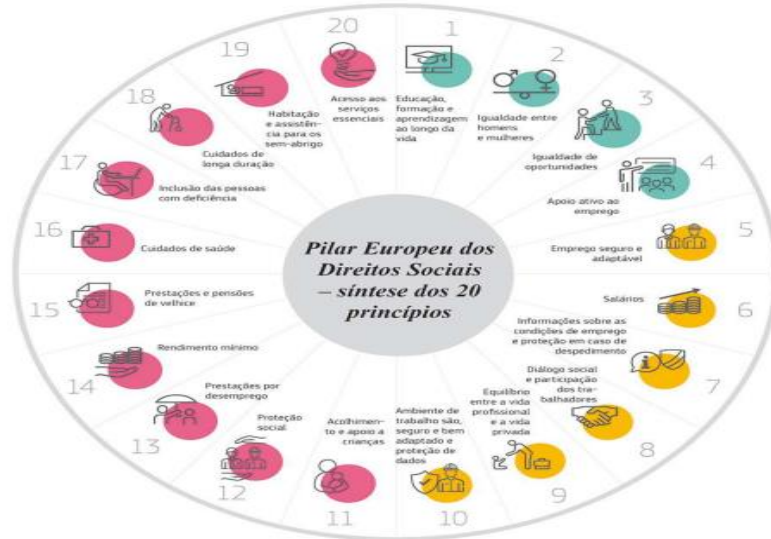 Pilar Europeu dos
Direitos Sociais
– síntese dos 20
princípios
1
Educação,
formação e
aprendizagem
ao longo da
vida
2
Igualdade entre
homens
e mulheres
3
Igualdade de
oportunidades
4
Apoio ativo ao
emprego
5
Emprego seguro e
adaptável
6
Salários
7
Informações sobre as
condições de emprego
e proteção em caso de
despedimento
8
Diálogo social
e participação
dos tra-
balhadores
9
Equilíbrio
entre a vida
profissional
e a vida
privada
10
Ambiente de
trabalho são,
seguro e bem
adaptado e
proteção de
dados
11
Acolhimen-
to e apoio a
crianças
12
Proteção
social
13
Prestações por
desemprego
14
Rendimento mínimo
15
Prestações e pensões
de velhice
16
Cuidados de saúde
17
Inclusão das pessoas
com deficiência
18
Cuidados de
longa duração
19
Habitação
e assistên-
cia para os
sem-abrigo
20
Acesso aos
serviços
essenciais